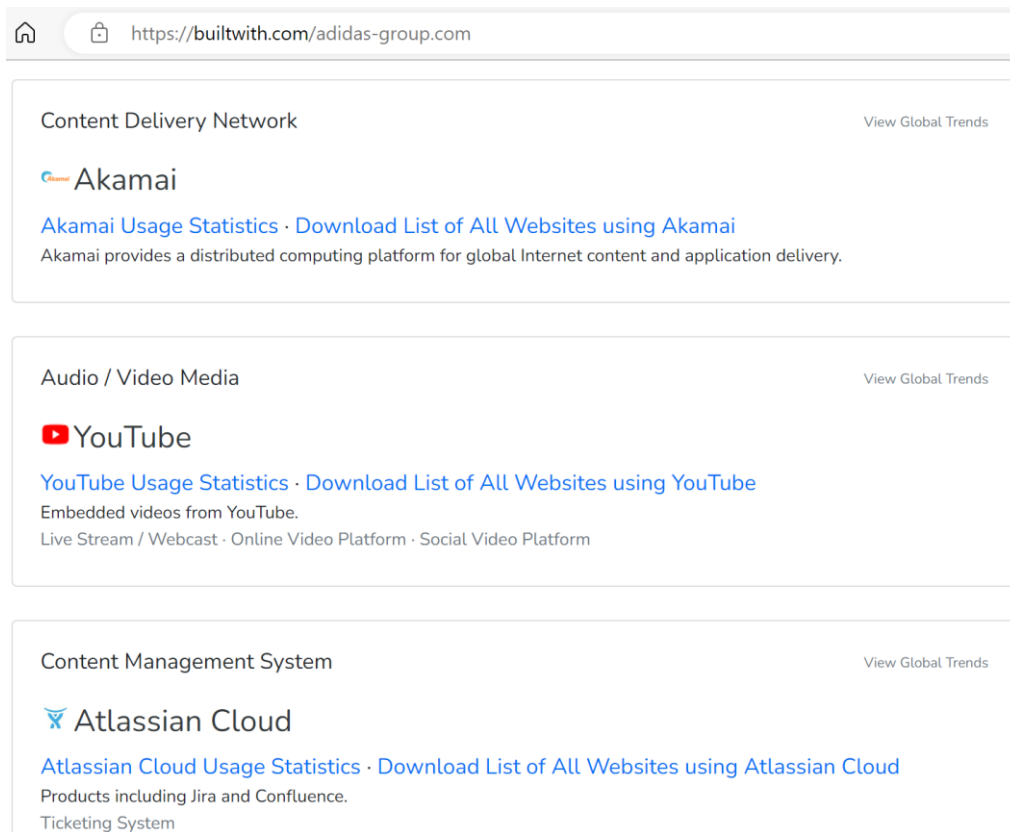 https://builtwith.com/adidas-group.com
Content Delivery Network
View Global Trends
Akamai Akamai
Akamai Usage Statistics · Download List of All Websites using Akamai
Akamai provides a distributed computing platform for global Internet content and application delivery.
Audio / Video Media
View Global Trends
YouTube
YouTube Usage Statistics · Download List of All Websites using YouTube
Embedded videos from YouTube.
Live Stream / Webcast · Online Video Platform · Social Video Platform
Content Management System
View Global Trends
Atlassian Cloud
Atlassian Cloud Usage Statistics · Download List of All Websites using Atlassian Cloud
Products including Jira and Confluence.
Ticketing System